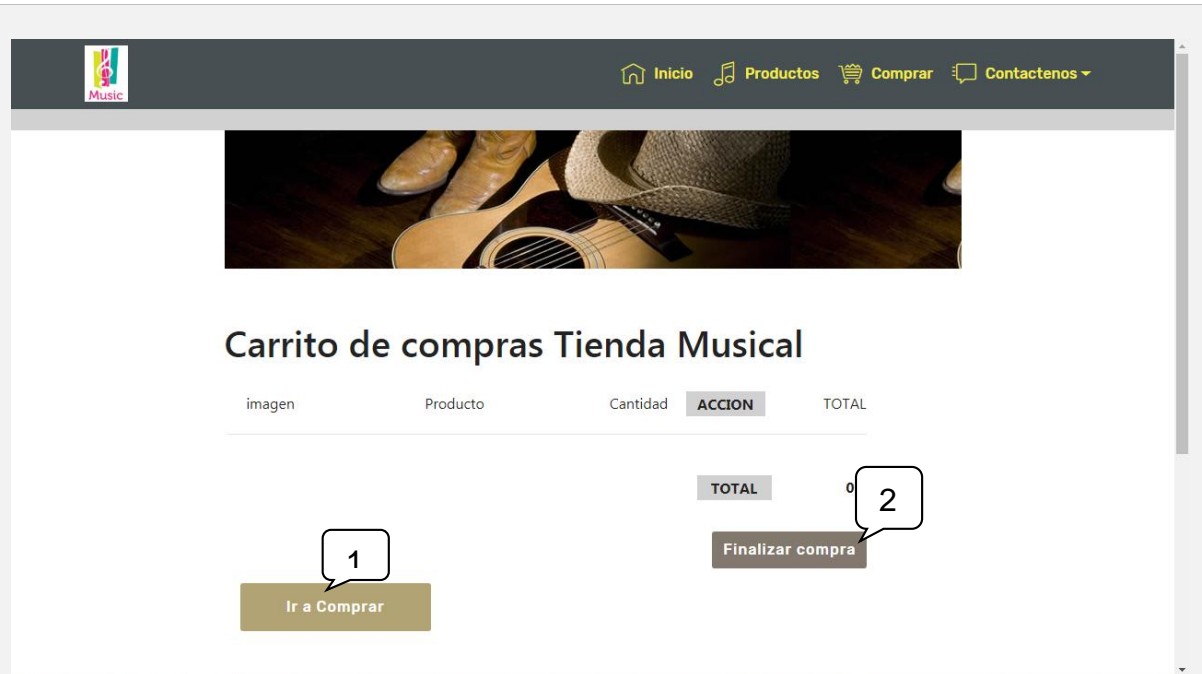 Music
Inicio Productos Comprar Contactenos
Carrito de compras Tienda Musical
imagen Producto Cantidad ACCION TOTAL
TOTAL 0
2
Finalizar compra
1
Ir a Comprar